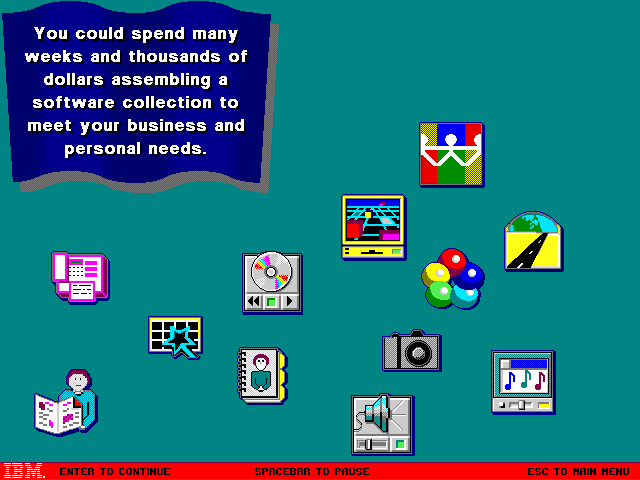 You could spend many
weeks and thousands of
dollars assembling a
software collection to
meet your business and
personal needs.
IBM. ENTER TO CONTINUE SPACEBAR TO PAUSE ESC TO MAIN MENU